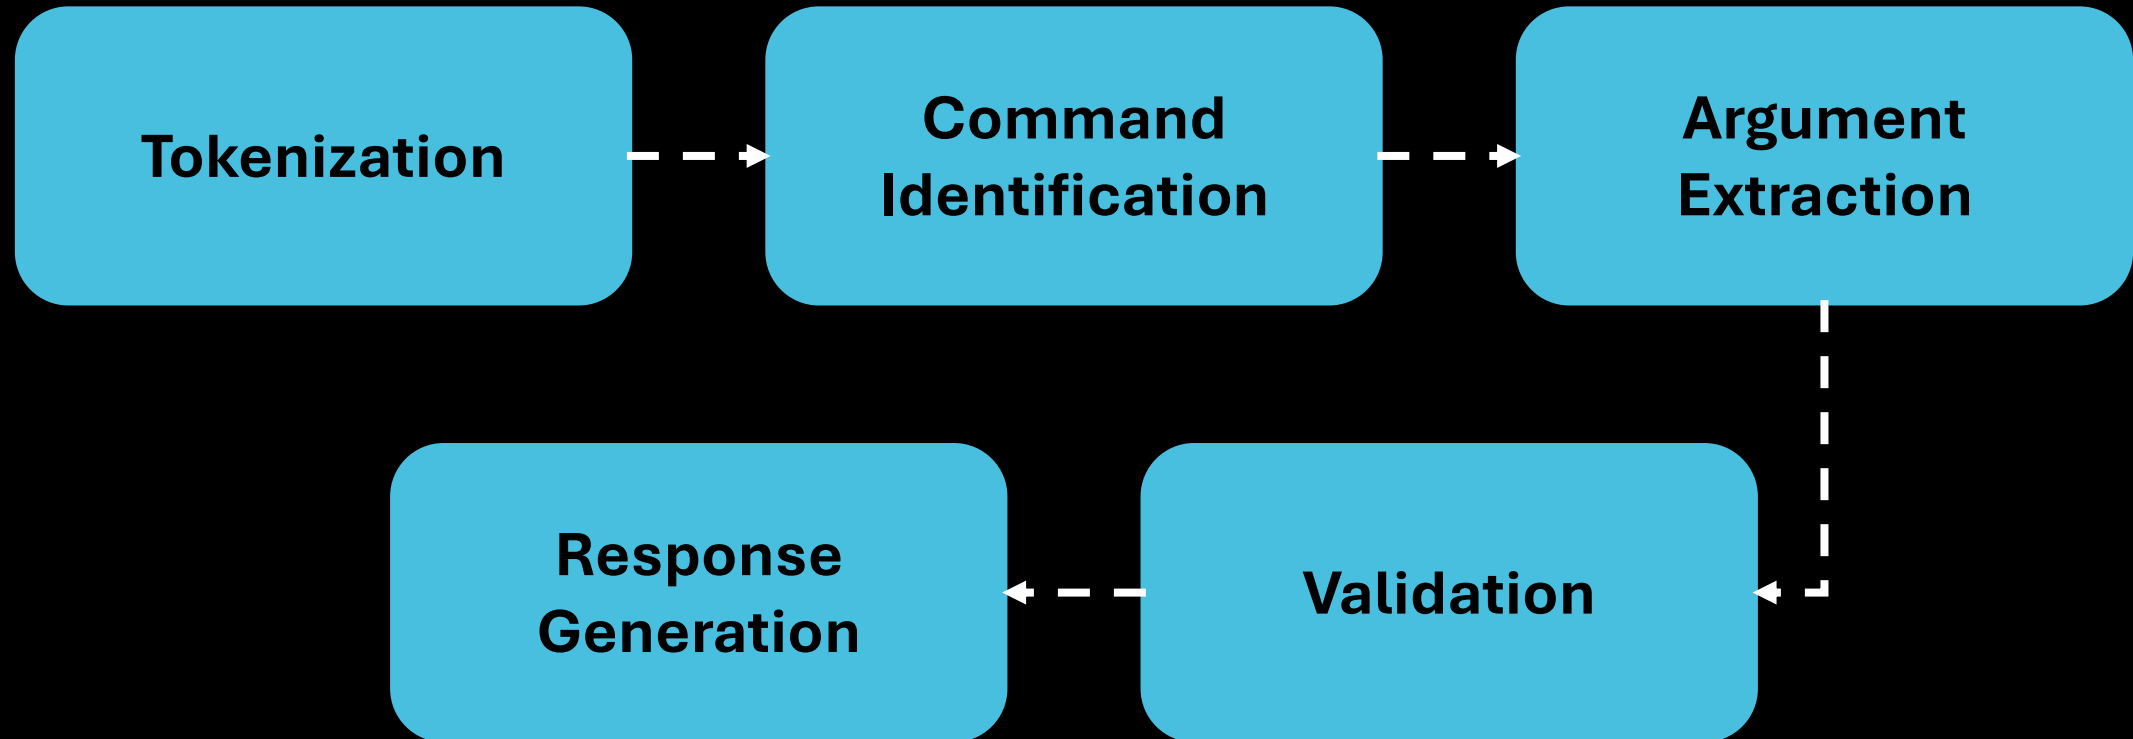 Tokenization
Command
Identification
Argument
Extraction
Response
Generation
Validation